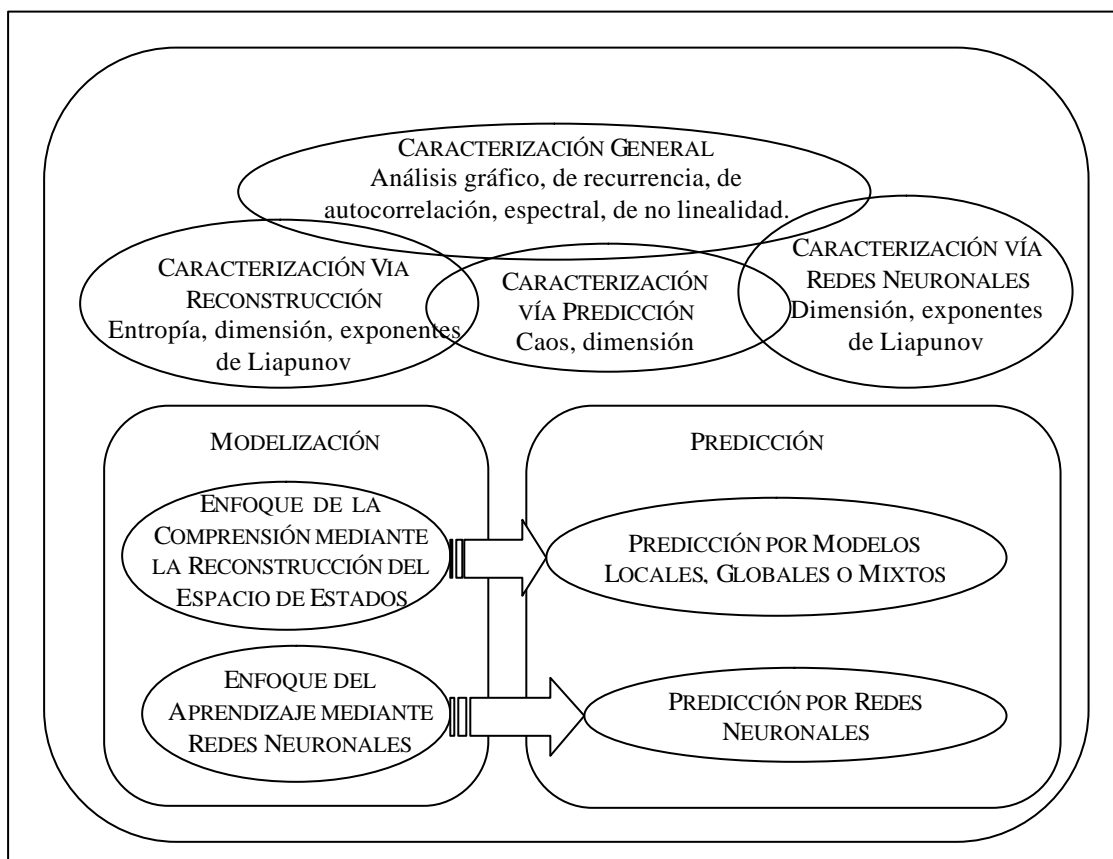 CARACTERIZACIÓN GENERAL
Análisis gráfico, de recurrencia, de
autocorrelación, espectral, de no linealidad.
CARACTERIZACIÓN VIA
RECONSTRUCCIÓN
Entropía, dimensión, exponentes
de Liapunov
CARACTERIZACIÓN
VÍA PREDICCIÓN
Caos, dimensión
CARACTERIZACIÓN VÍA
REDES NEURONALES
Dimensión, exponentes
de Liapunov
MODELIZACIÓN
ENFOQUE DE LA
COMPRENSIÓN MEDIANTE
LA RECONSTRUCCIÓN DEL
ESPACIO DE ESTADOS
ENFOQUE DEL
APRENDIZAJE MEDIANTE
REDES NEURONALES
PREDICCIÓN
PREDICCIÓN POR MODELOS
LOCALES, GLOBALES O MIXTOS
PREDICCIÓN POR REDES
NEURONALES